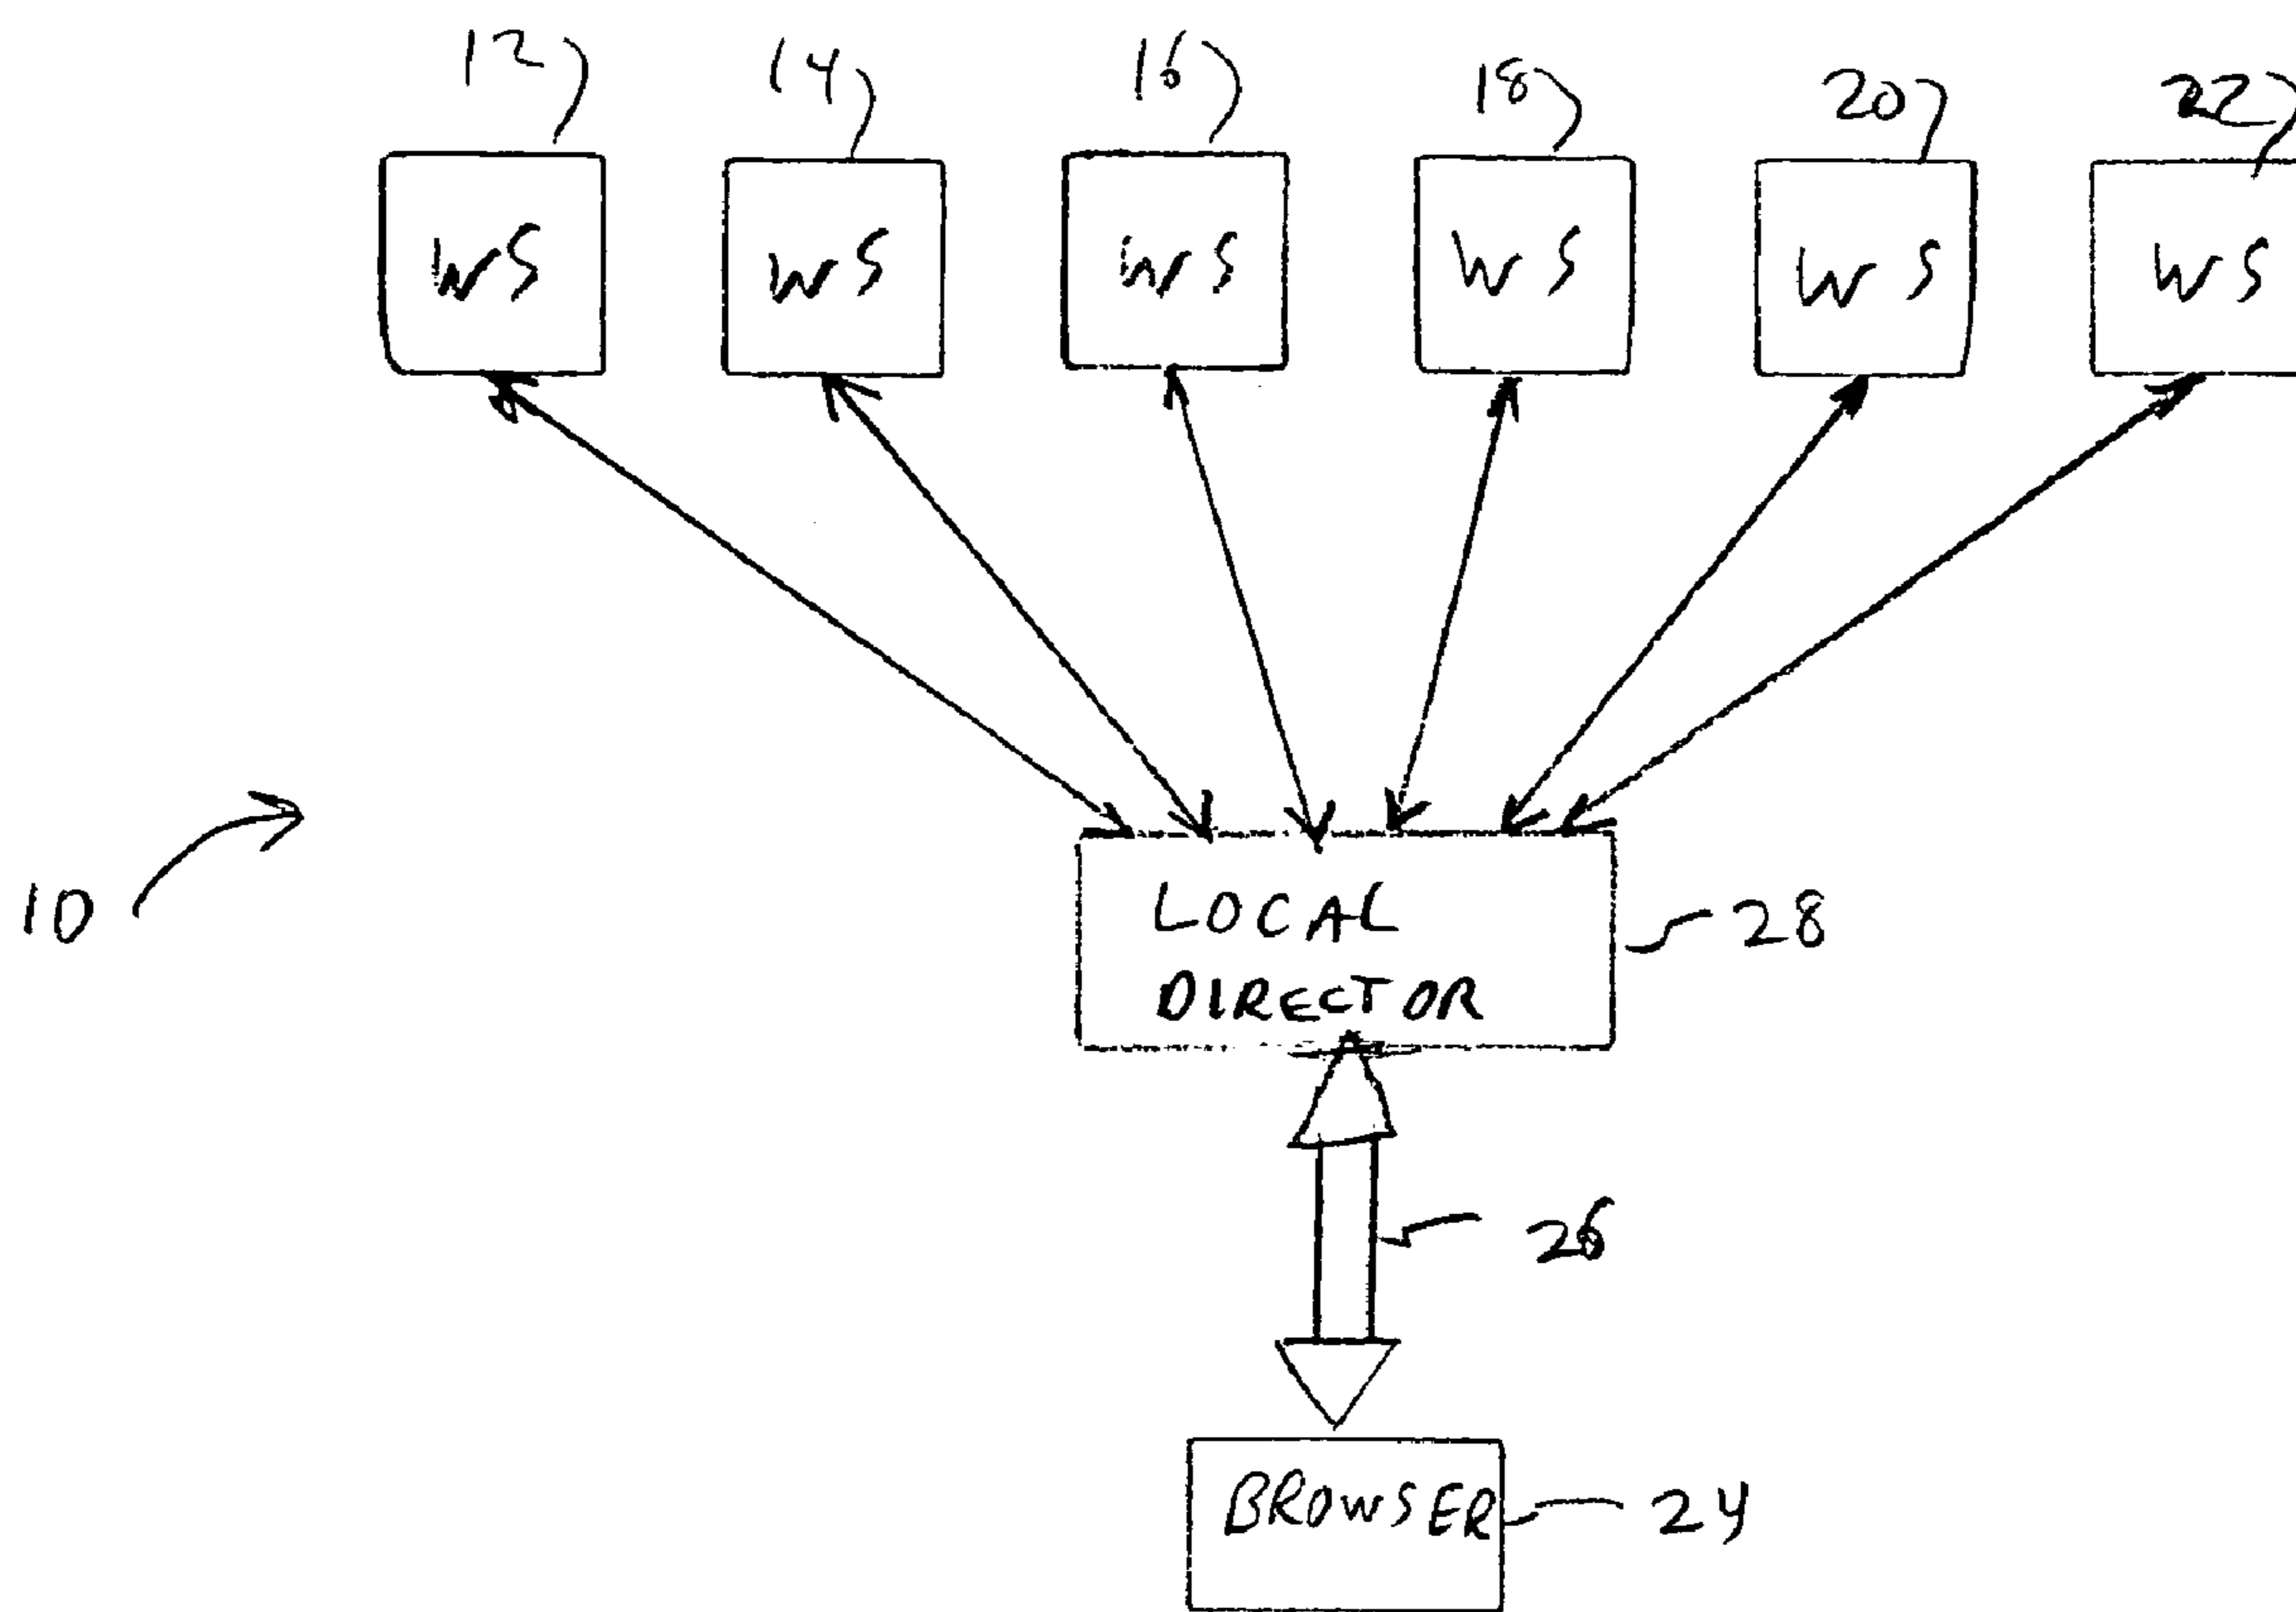 12 14 16 18 20 22
WS WS WS WS WS WS
10
LOCAL
DIRECTOR
28
26
BROWSER
24